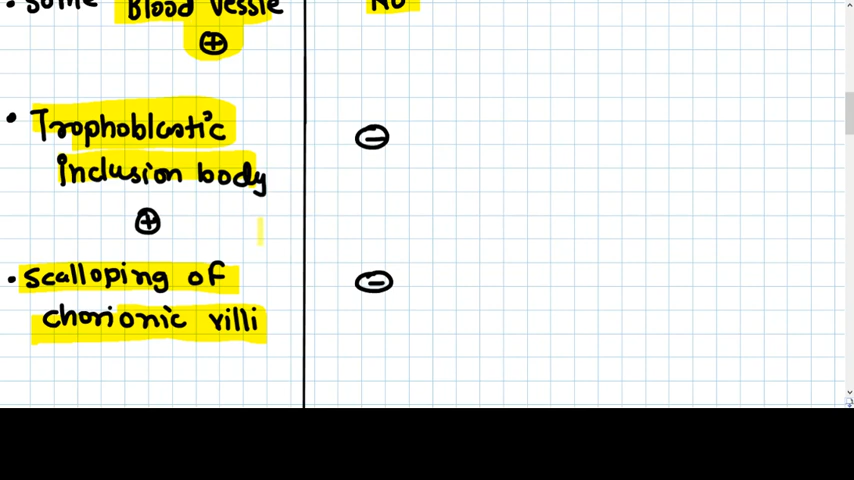 • Some Blood Vessle No
⊕
• Trophoblastic ⊖
Inclusion body
⊕
• Scalloping of ⊖
chorionic villi